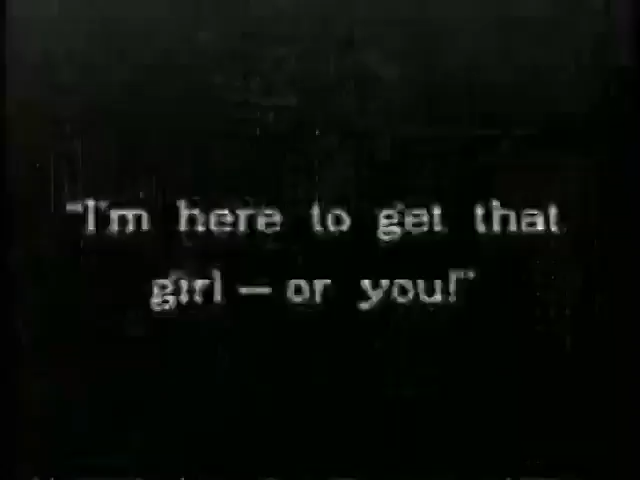 "I'm here to get that
girl — or you!"